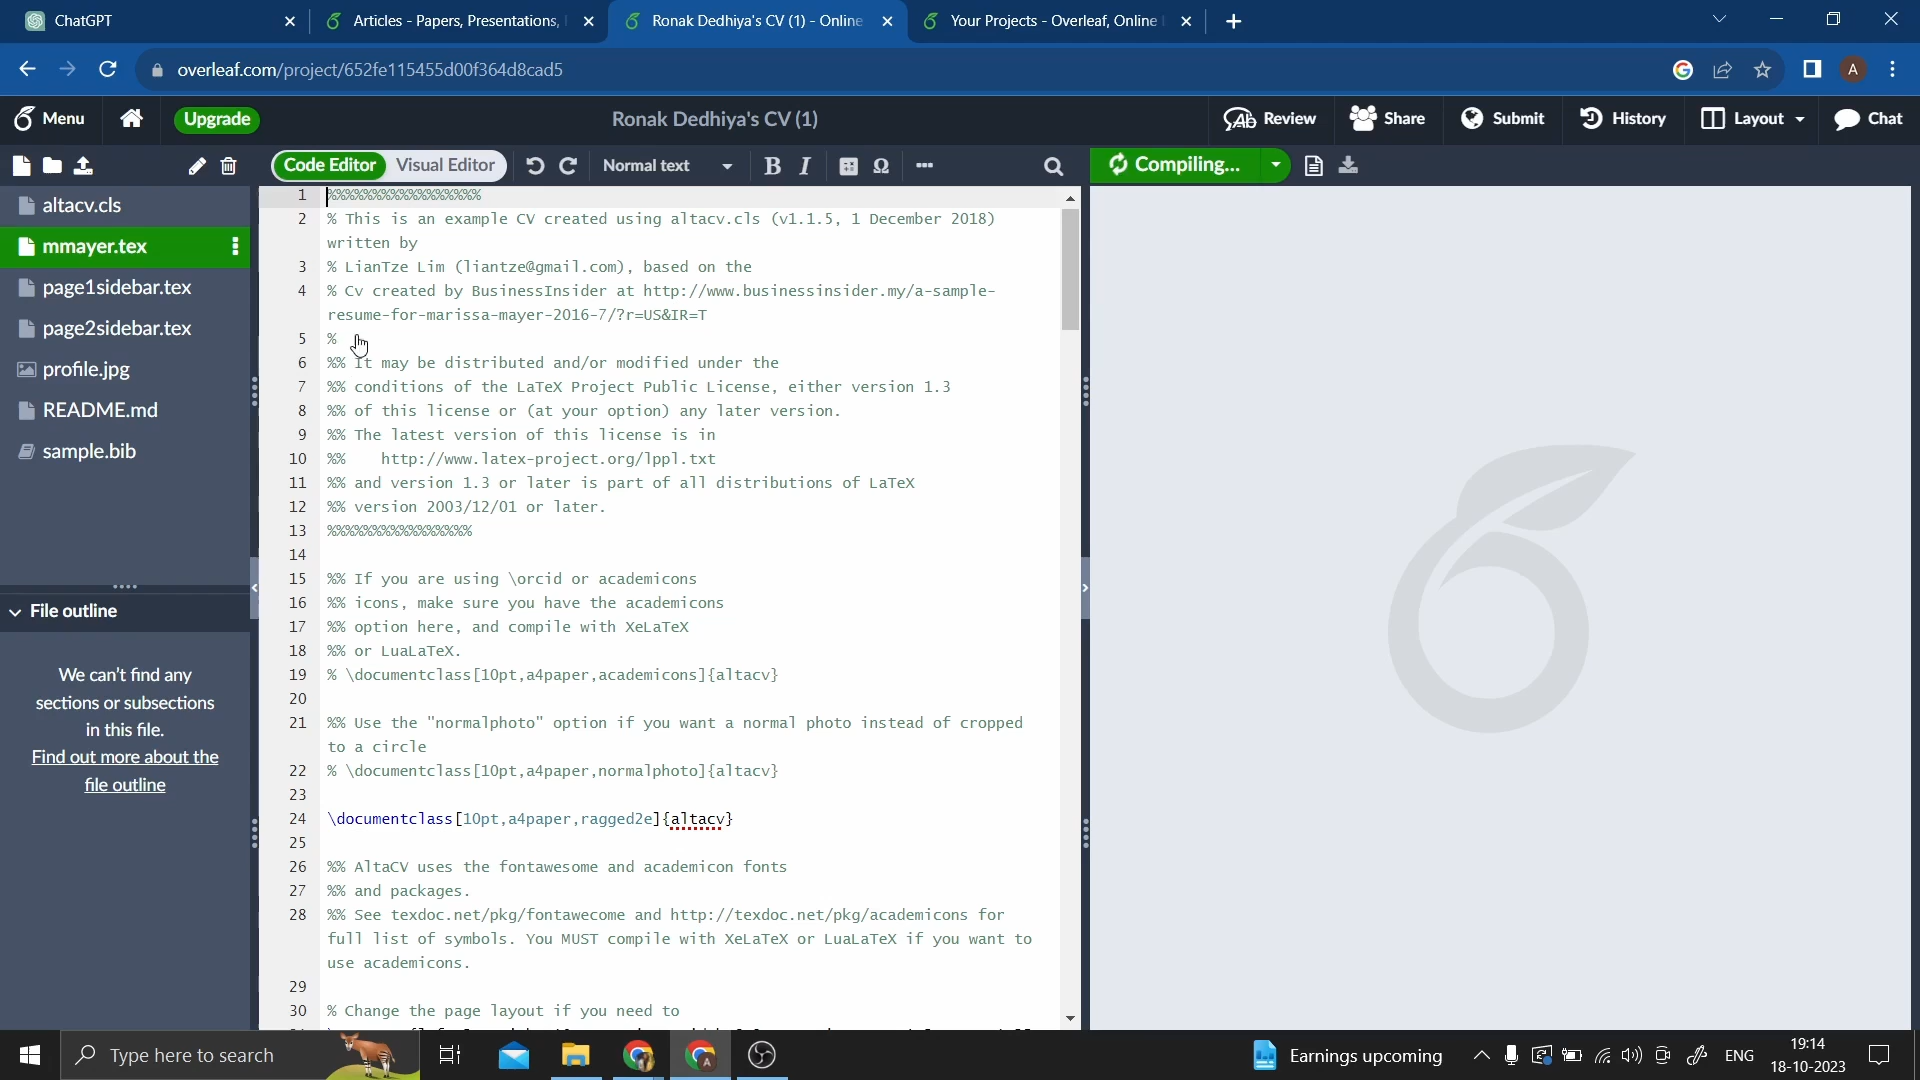 ChatGPT
Articles - Papers, Presentations,
Ronak Dedhiya's CV (1) - Online
Your Projects - Overleaf, Online
overleaf.com/project/652fe115455d00f364d8cad5
A
Menu
Upgrade
Ronak Dedhiya's CV (1)
Review
Share
Submit
History
Layout
Chat
Code Editor
Visual Editor
Normal text
B I
Ω
Compiling...
altacv.cls
mmayer.tex
page1sidebar.tex
page2sidebar.tex
profile.jpg
README.md
sample.bib
File outline
We can't find any
sections or subsections
in this file.
Find out more about the
file outline
1 %%%%%%%%%%%%%%%%%
2 % This is an example CV created using altacv.cls (v1.1.5, 1 December 2018)
written by
3 % LianTze Lim (liantze@gmail.com), based on the
4 % Cv created by BusinessInsider at http://www.businessinsider.my/a-sample-
resume-for-marissa-mayer-2016-7/?r=US&IR=T
5 %
6 %% It may be distributed and/or modified under the
7 %% conditions of the LaTeX Project Public License, either version 1.3
8 %% of this license or (at your option) any later version.
9 %% The latest version of this license is in
10 %%    http://www.latex-project.org/lppl.txt
11 %% and version 1.3 or later is part of all distributions of LaTeX
12 %% version 2003/12/01 or later.
13 %%%%%%%%%%%%%%%%
14
15 %% If you are using \orcid or academicons
16 %% icons, make sure you have the academicons
17 %% option here, and compile with XeLaTeX
18 %% or LuaLaTeX.
19 % \documentclass[10pt,a4paper,academicons]{altacv}
20
21 %% Use the "normalphoto" option if you want a normal photo instead of cropped
to a circle
22 % \documentclass[10pt,a4paper,normalphoto]{altacv}
23
24 \documentclass[10pt,a4paper,ragged2e]{altacv}
25
26 %% AltaCV uses the fontawesome and academicon fonts
27 %% and packages.
28 %% See texdoc.net/pkg/fontawecome and http://texdoc.net/pkg/academicons for
full list of symbols. You MUST compile with XeLaTeX or LuaLaTeX if you want to
use academicons.
29
30 % Change the page layout if you need to
Type here to search
Earnings upcoming
ENG
19:14
18-10-2023